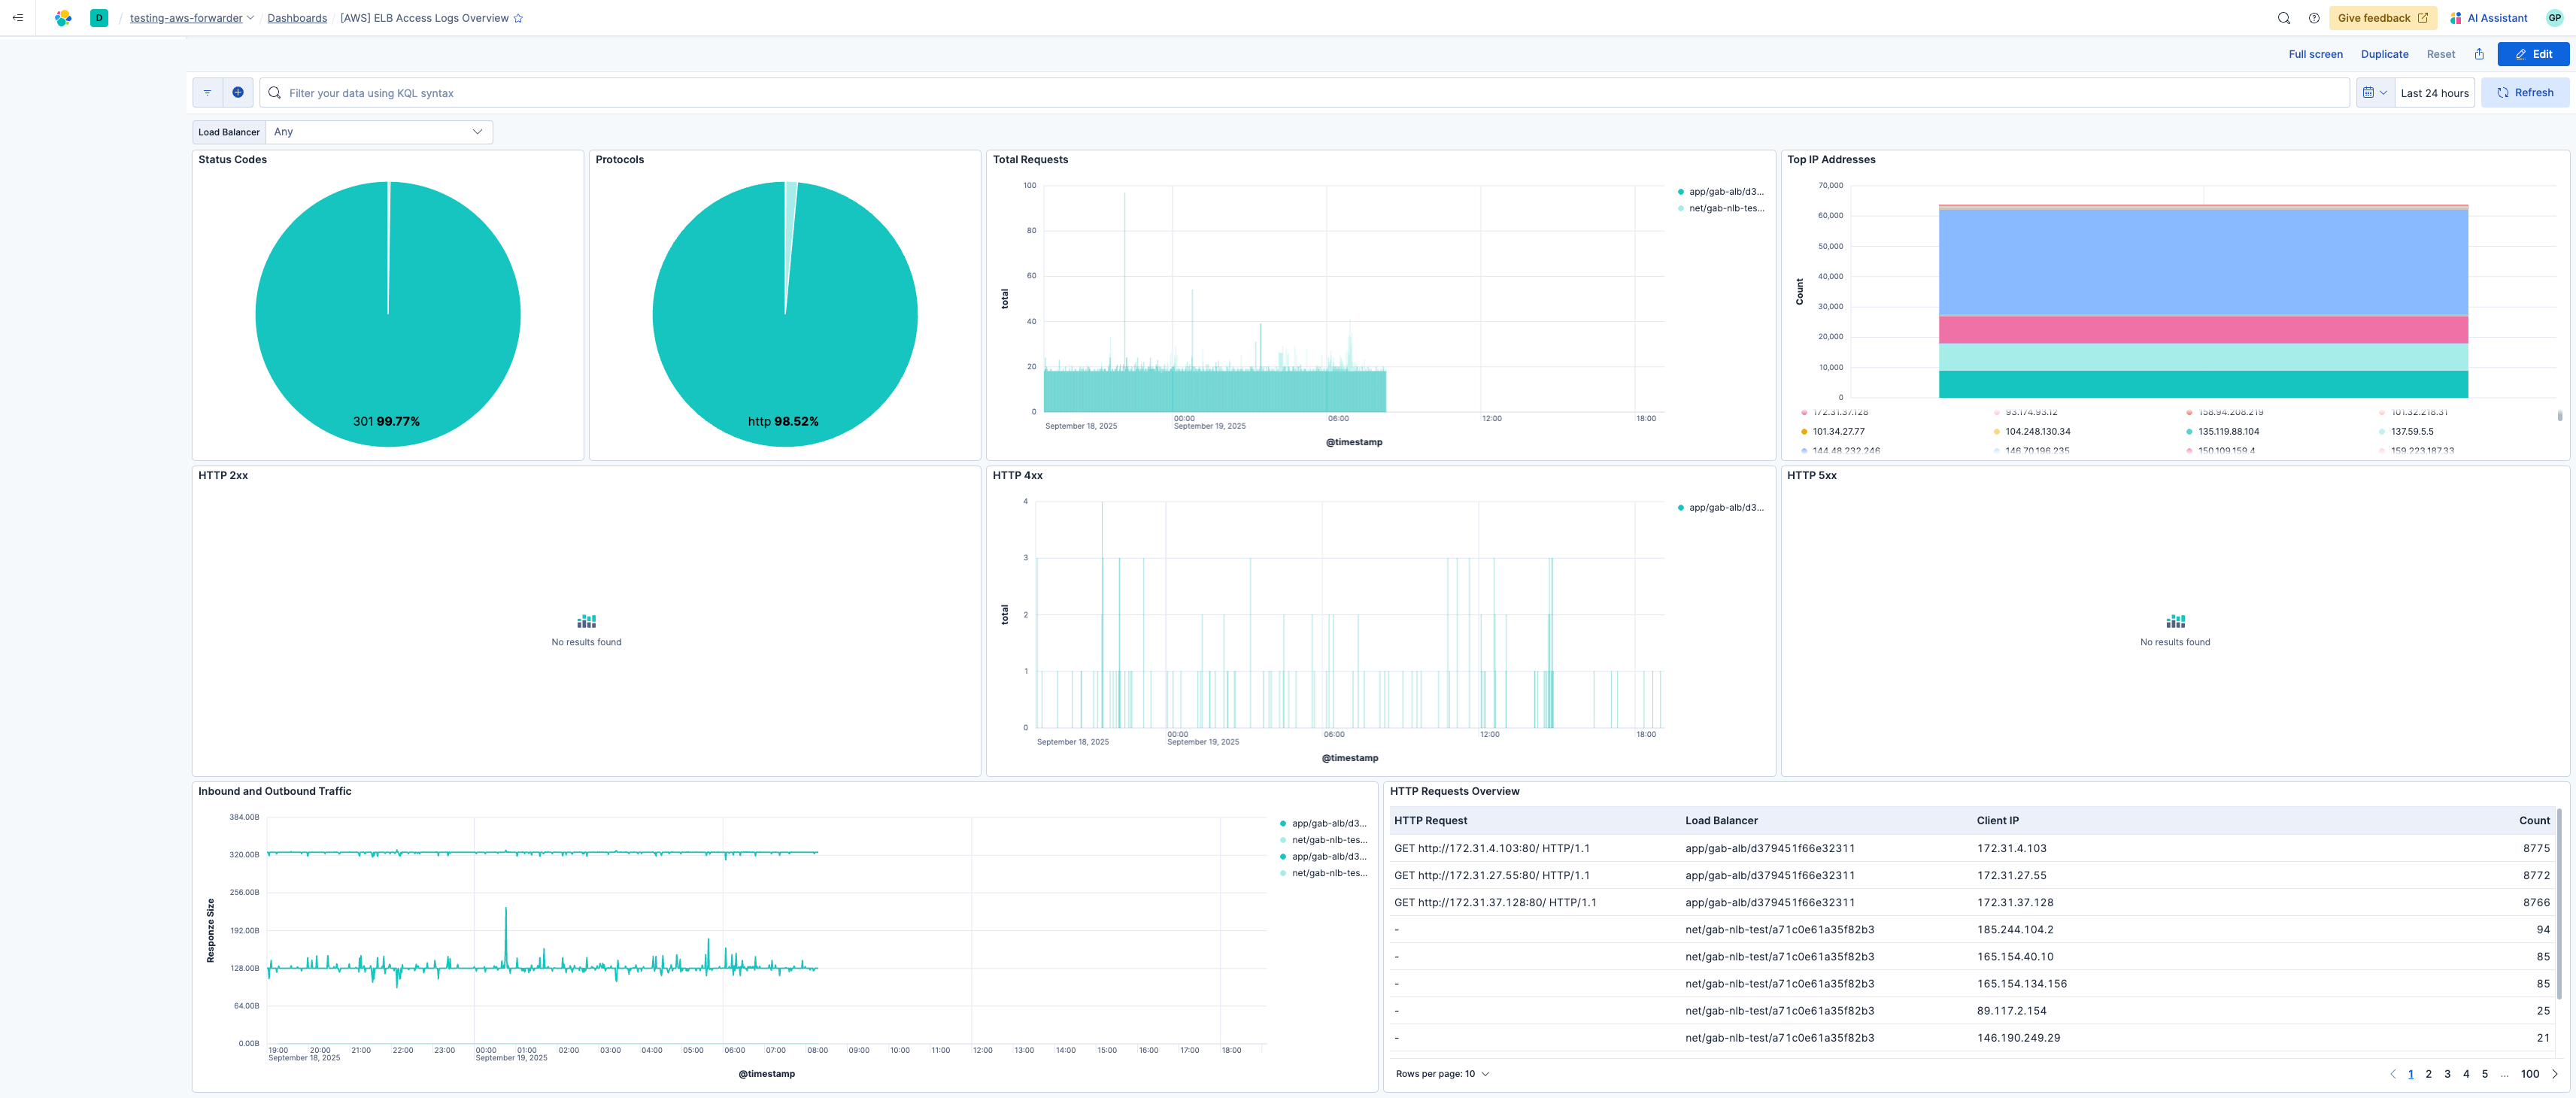 D / testing-aws-forwarder / Dashboards / [AWS] ELB Access Logs Overview
Give feedback AI Assistant GP
Full screen Duplicate Reset Edit
Filter your data using KQL syntax Last 24 hours Refresh
Load Balancer Any
Status Codes
301 99.77%
Protocols
http 98.52%
Total Requests
100
80
60
40
20
0
total
00:00 06:00 12:00 18:00
September 18, 2025 September 19, 2025
@timestamp
app/gab-alb/d3...
net/gab-nlb-tes...
Top IP Addresses
70,000
60,000
50,000
40,000
30,000
20,000
10,000
0
Count
172.31.37.128 93.174.93.12 158.94.208.219 101.32.218.31
101.34.27.77 104.248.130.34 135.119.88.104 137.59.5.5
144.48.232.246 146.70.196.235 150.109.159.4 159.223.187.33
HTTP 2xx
No results found
HTTP 4xx
4
3
2
1
0
total
00:00 06:00 12:00 18:00
September 18, 2025 September 19, 2025
@timestamp
app/gab-alb/d3...
HTTP 5xx
No results found
Inbound and Outbound Traffic
384.00B
320.00B
256.00B
192.00B
128.00B
64.00B
0.00B
Responze Size
19:00 20:00 21:00 22:00 23:00 00:00 01:00 02:00 03:00 04:00 05:00 06:00 07:00 08:00 09:00 10:00 11:00 12:00 13:00 14:00 15:00 16:00 17:00 18:00
September 18, 2025 September 19, 2025
@timestamp
app/gab-alb/d3...
net/gab-nlb-tes...
app/gab-alb/d3...
net/gab-nlb-tes...
HTTP Requests Overview
HTTP Request Load Balancer Client IP Count
GET http://172.31.4.103:80/ HTTP/1.1 app/gab-alb/d379451f66e32311 172.31.4.103 8775
GET http://172.31.27.55:80/ HTTP/1.1 app/gab-alb/d379451f66e32311 172.31.27.55 8772
GET http://172.31.37.128:80/ HTTP/1.1 app/gab-alb/d379451f66e32311 172.31.37.128 8766
- net/gab-nlb-test/a71c0e61a35f82b3 185.244.104.2 94
- net/gab-nlb-test/a71c0e61a35f82b3 165.154.40.10 85
- net/gab-nlb-test/a71c0e61a35f82b3 165.154.134.156 85
- net/gab-nlb-test/a71c0e61a35f82b3 89.117.2.154 25
- net/gab-nlb-test/a71c0e61a35f82b3 146.190.249.29 21
Rows per page: 10 1 2 3 4 5 ... 100